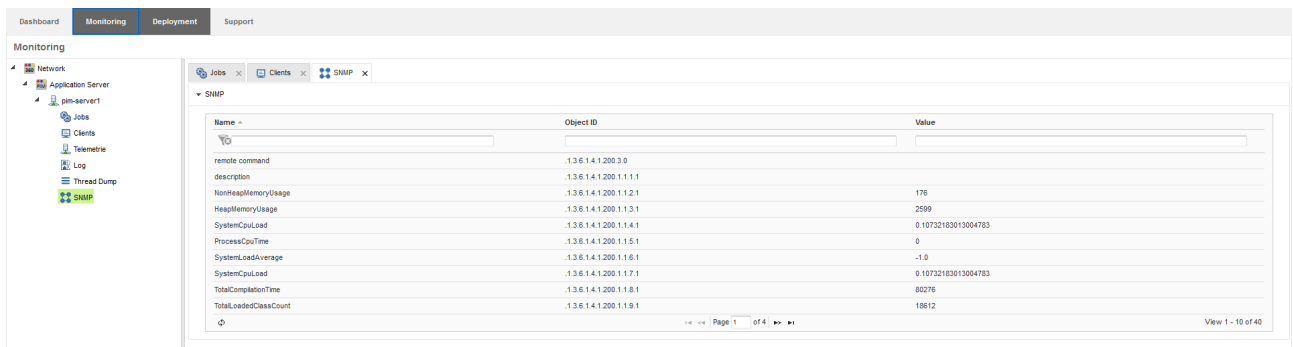 Dashboard Monitoring Deployment Support
Monitoring
Network
Application Server
pim-server1
Jobs
Clients
Telemetrie
Log
Thread Dump
SNMP
Jobs x Clients x SNMP x
SNMP
Name Object ID Value
remote command .1.3.6.1.4.1.200.3.0
description .1.3.6.1.4.1.200.1.1.1.1
NonHeapMemoryUsage .1.3.6.1.4.1.200.1.1.2.1 176
HeapMemoryUsage .1.3.6.1.4.1.200.1.1.3.1 2599
SystemCpuLoad .1.3.6.1.4.1.200.1.1.4.1 0.10732183013004783
ProcessCpuTime .1.3.6.1.4.1.200.1.1.5.1 0
SystemLoadAverage .1.3.6.1.4.1.200.1.1.6.1 -1.0
SystemCpuLoad .1.3.6.1.4.1.200.1.1.7.1 0.10732183013004783
TotalCompilationTime .1.3.6.1.4.1.200.1.1.8.1 80276
TotalLoadedClassCount .1.3.6.1.4.1.200.1.1.9.1 18612
Page 1 of 4 View 1 - 10 of 40